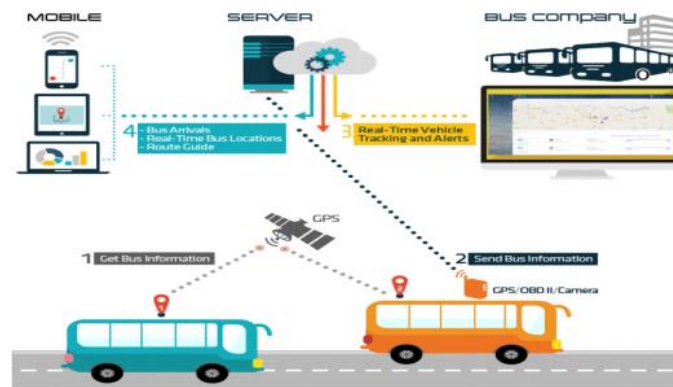 MOBILE
SERVER
BUS COMPANY
4 - Bus Arrivals
- Real-Time Bus Locations
- Route Guide
3 Real-Time Vehicle
Tracking and Alerts
GPS
1 Get Bus Information
2 Send Bus Information
GPS/OBD II/Camera